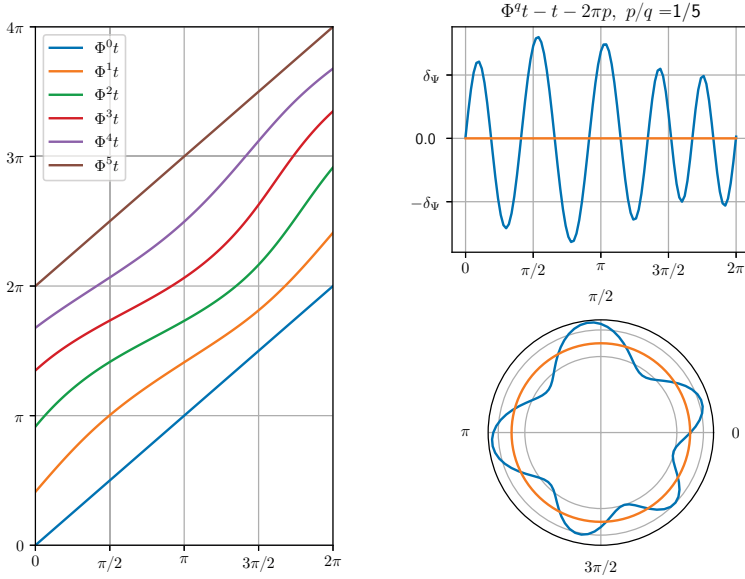 4π
3π
2π
π
0
0 π/2 π 3π/2 2π
Φ⁰t
Φ¹t
Φ²t
Φ³t
Φ⁴t
Φ⁵t
Φ^q t − t − 2πp, p/q =1/5
δ_Ψ
0.0
−δ_Ψ
0 π/2 π 3π/2 2π
π/2
π
0
3π/2